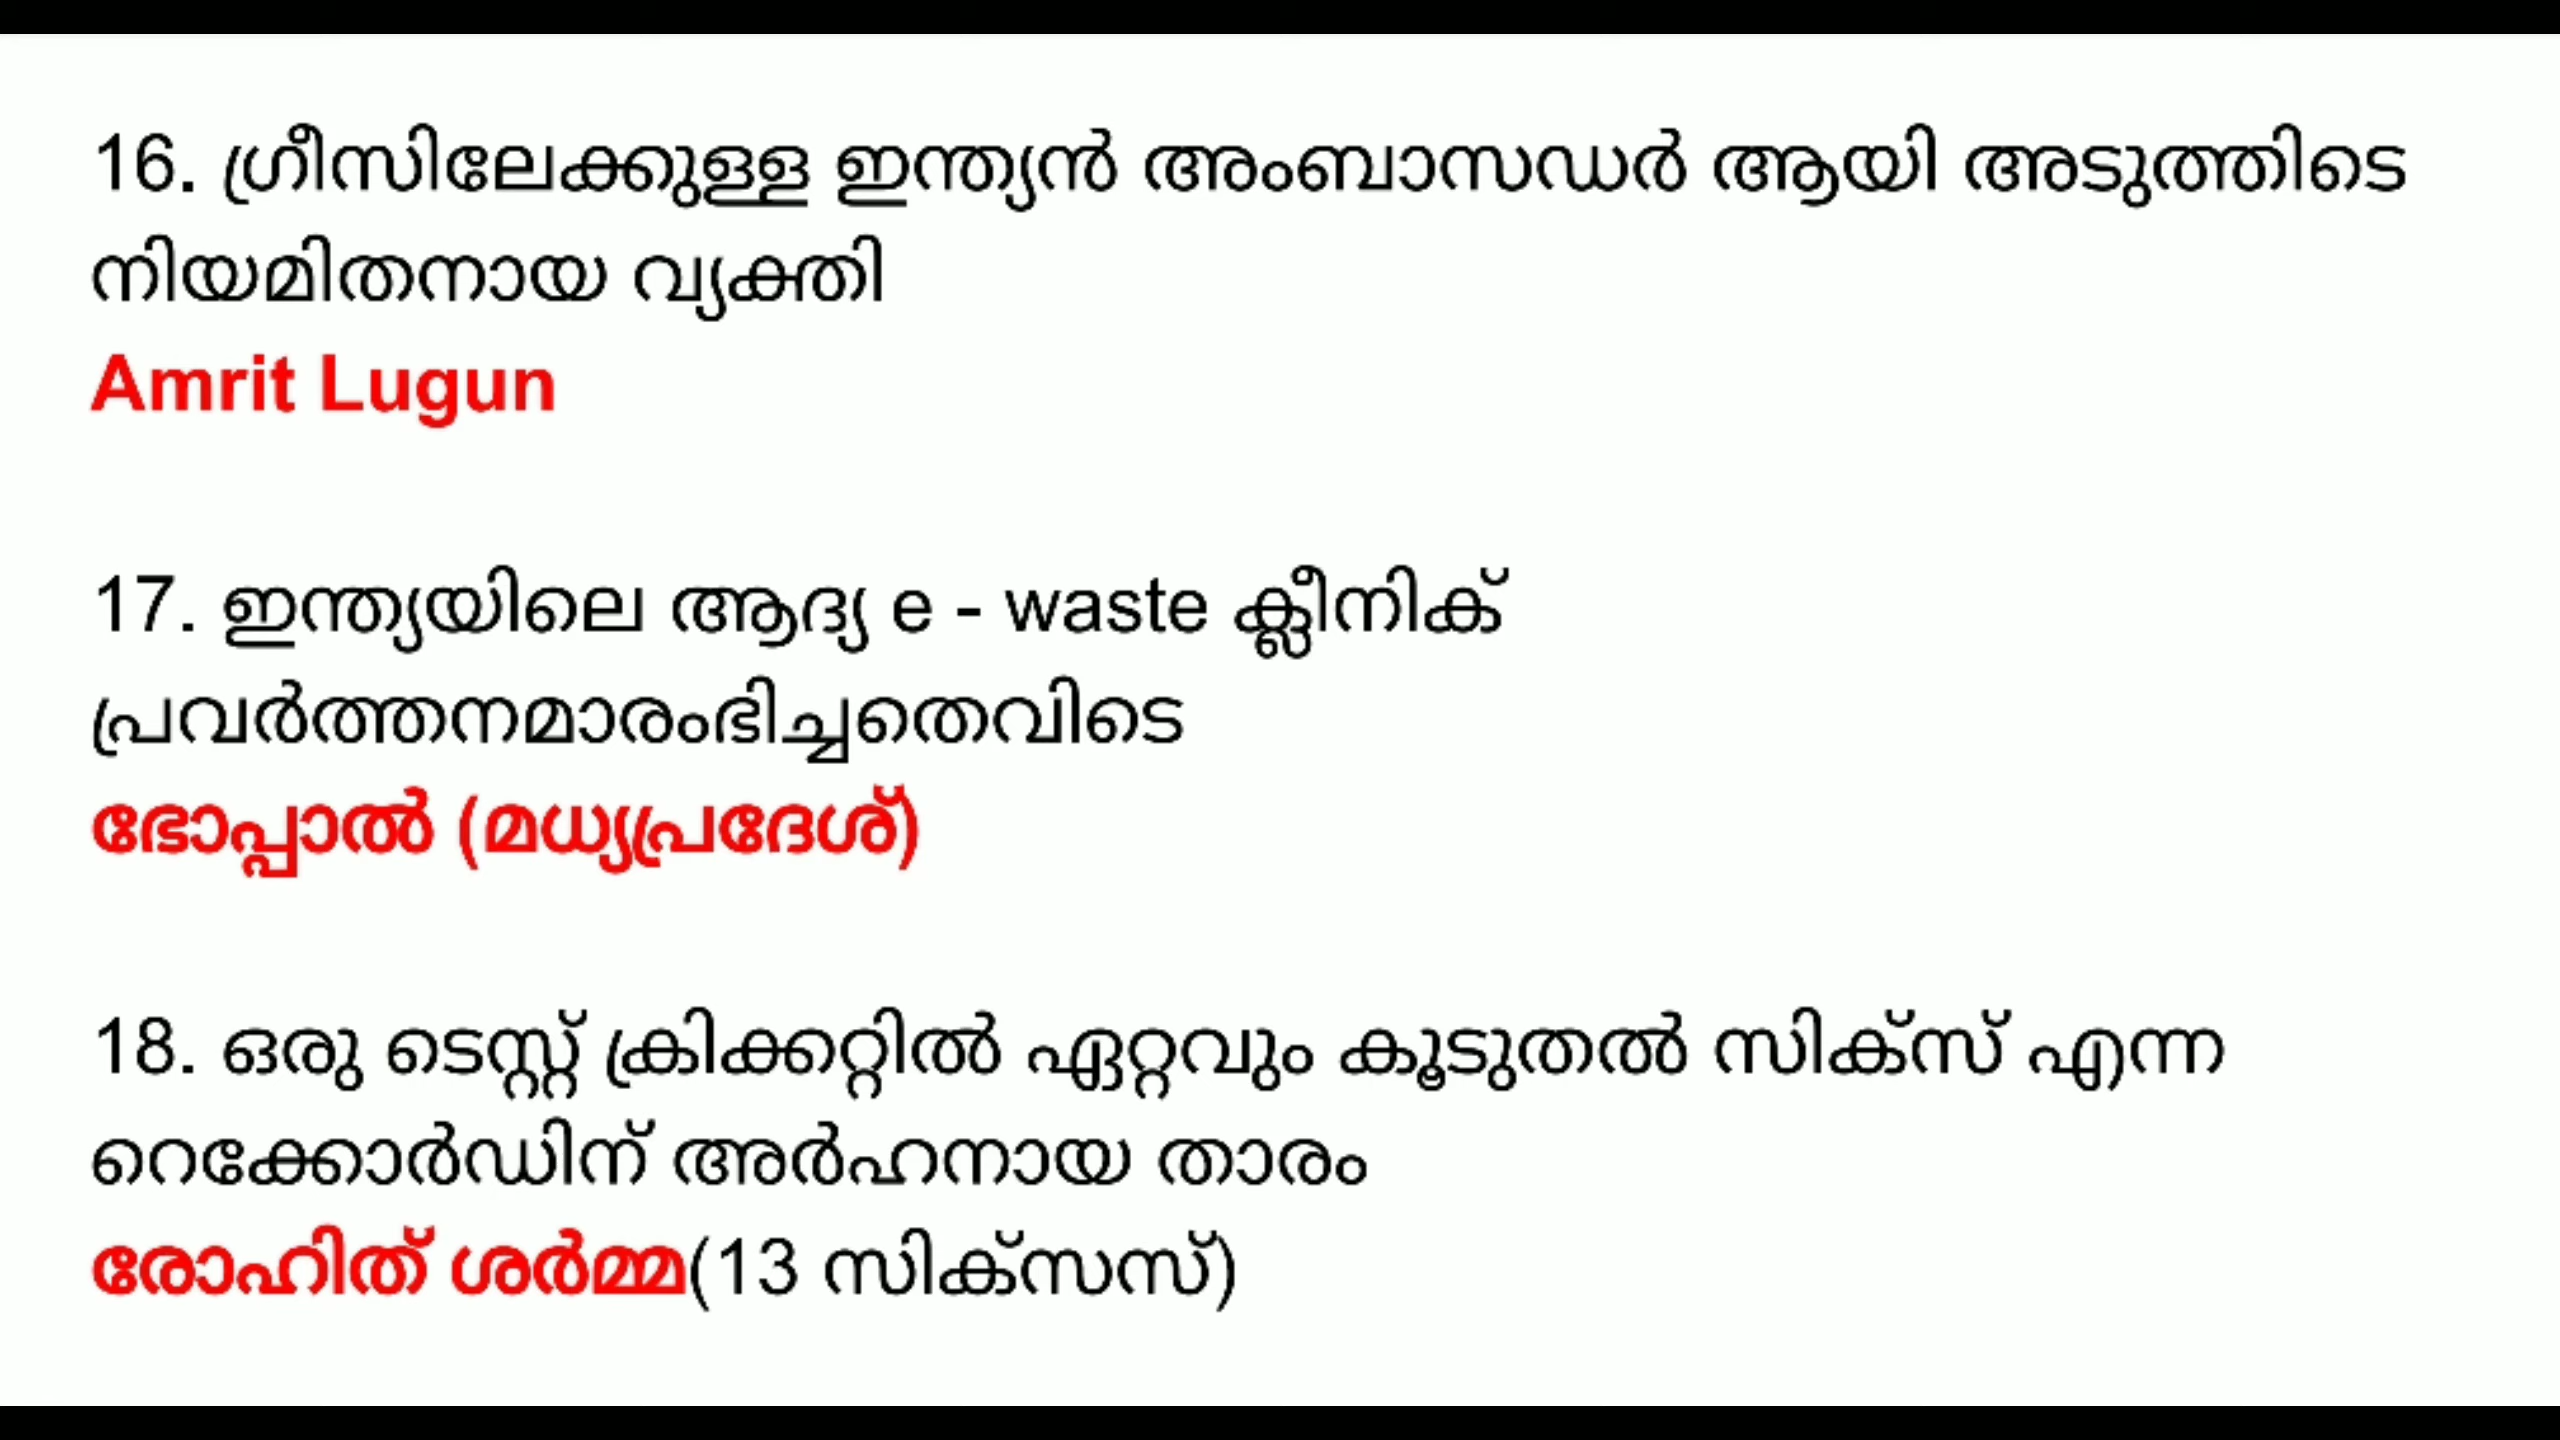 16. ഗ്രീസിലേക്കുള്ള ഇന്ത്യൻ അംബാസഡർ ആയി അടുത്തിടെ
നിയമിതനായ വ്യക്തി
Amrit Lugun
17. ഇന്ത്യയിലെ ആദ്യ e - waste ക്ലീനിക്
പ്രവർത്തനമാരംഭിച്ചതെവിടെ
ഭോപ്പാൽ (മധ്യപ്രദേശ്)
18. ഒരു ടെസ്റ്റ് ക്രിക്കറ്റിൽ ഏറ്റവും കൂടുതൽ സിക്സ് എന്ന
റെക്കോർഡിന് അർഹനായ താരം
രോഹിത് ശർമ്മ(13 സിക്സസ്)